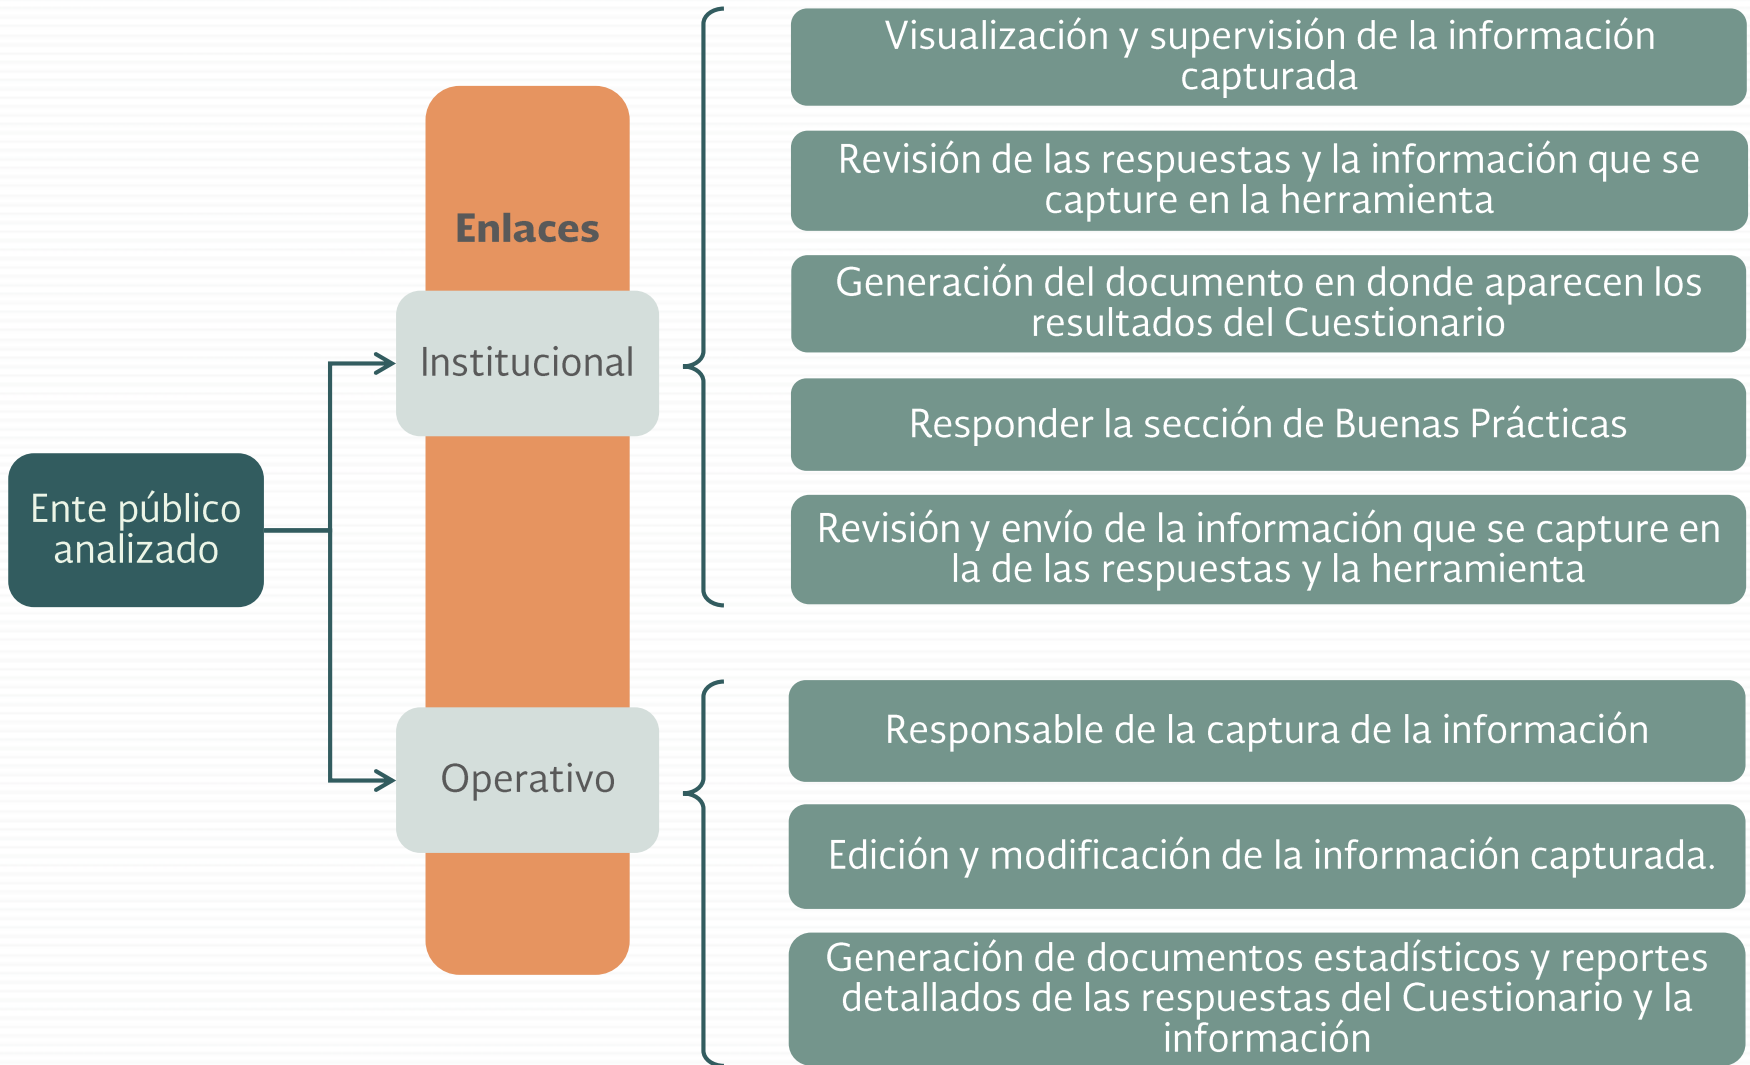 Ente público
analizado
Enlaces
Institucional
Visualización y supervisión de la información
capturada
Revisión de las respuestas y la información que se
capture en la herramienta
Generación del documento en donde aparecen los
resultados del Cuestionario
Responder la sección de Buenas Prácticas
Revisión y envío de la información que se capture en
la de las respuestas y la herramienta
Operativo
Responsable de la captura de la información
Edición y modificación de la información capturada.
Generación de documentos estadísticos y reportes
detallados de las respuestas del Cuestionario y la
información